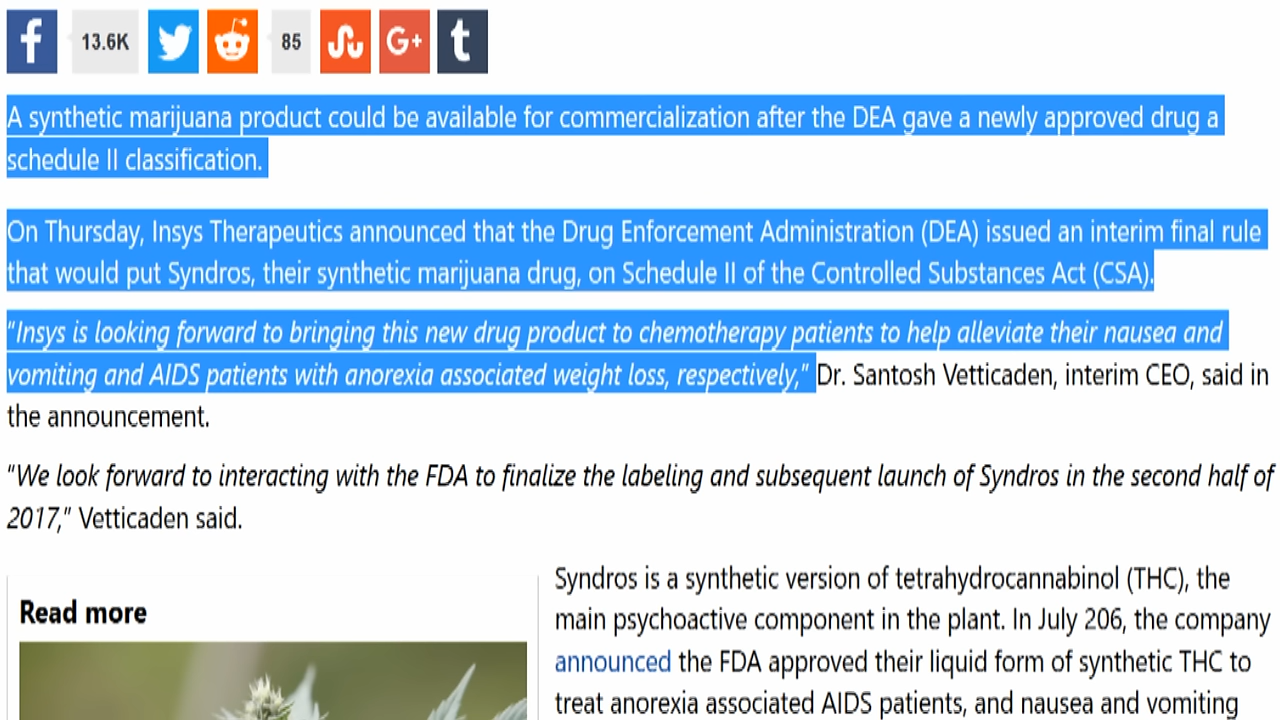 f 13.6K 85 G+ t
A synthetic marijuana product could be available for commercialization after the DEA gave a newly approved drug a
schedule II classification.
On Thursday, Insys Therapeutics announced that the Drug Enforcement Administration (DEA) issued an interim final rule
that would put Syndros, their synthetic marijuana drug, on Schedule II of the Controlled Substances Act (CSA).
“Insys is looking forward to bringing this new drug product to chemotherapy patients to help alleviate their nausea and
vomiting and AIDS patients with anorexia associated weight loss, respectively,” Dr. Santosh Vetticaden, interim CEO, said in
the announcement.
“We look forward to interacting with the FDA to finalize the labeling and subsequent launch of Syndros in the second half of
2017,” Vetticaden said.
Read more
Syndros is a synthetic version of tetrahydrocannabinol (THC), the
main psychoactive component in the plant. In July 206, the company
announced the FDA approved their liquid form of synthetic THC to
treat anorexia associated AIDS patients, and nausea and vomiting